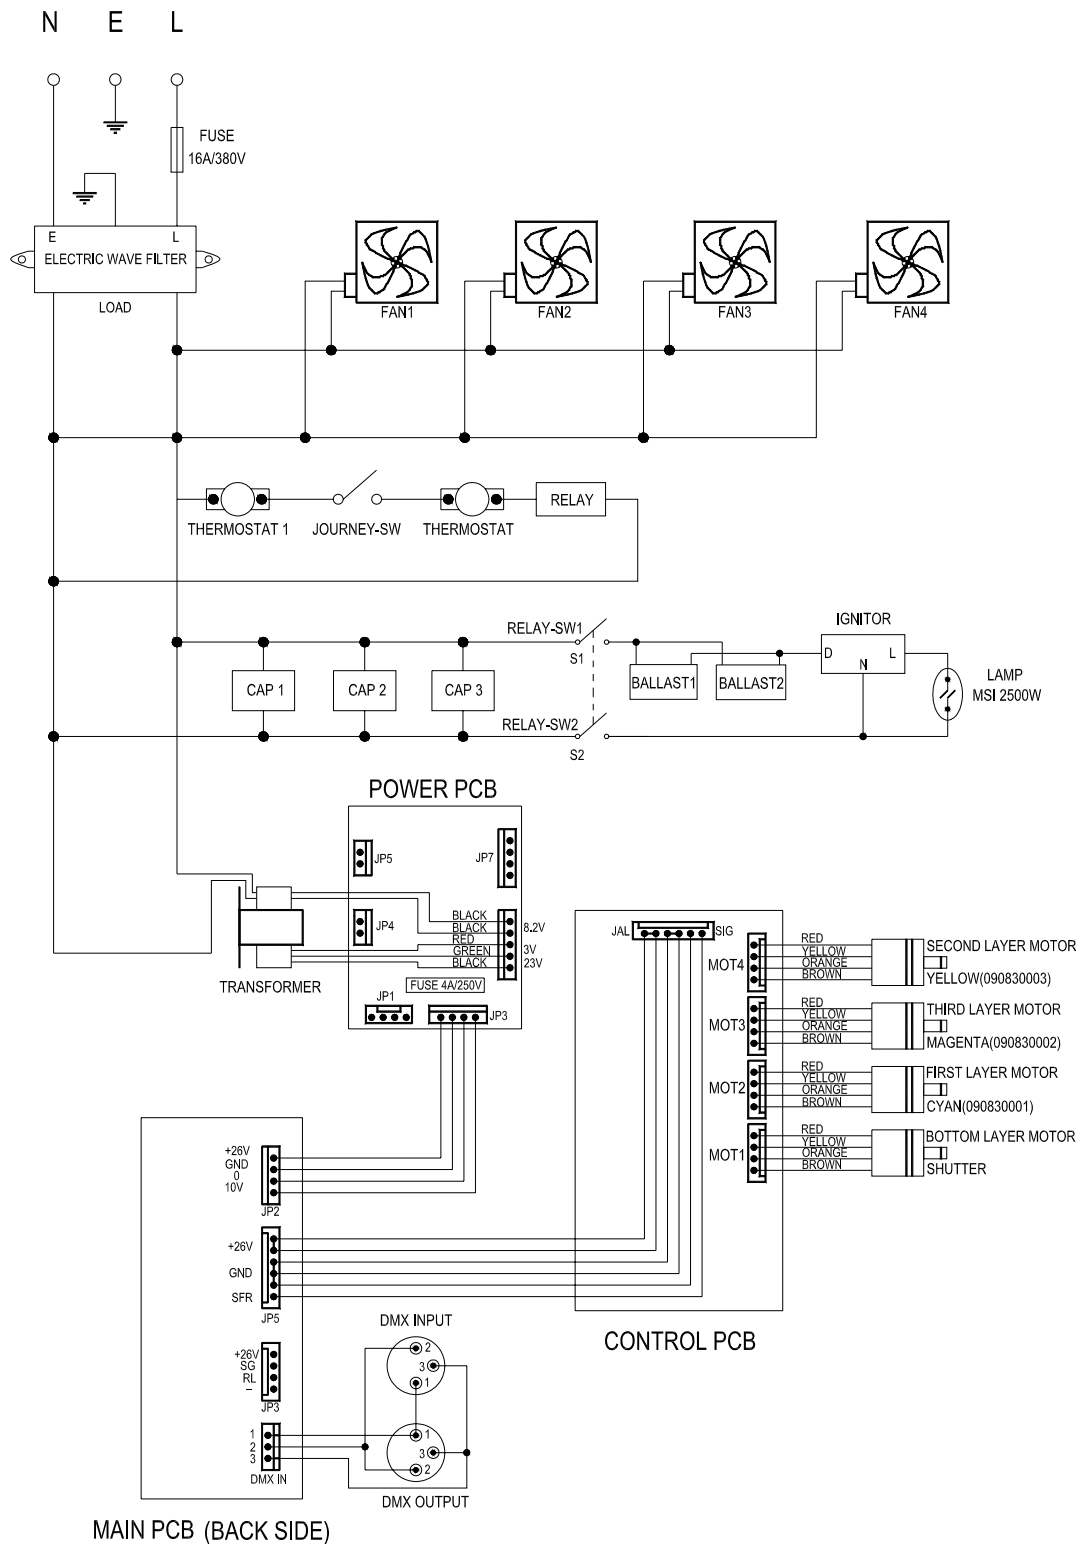 N E L
FUSE
16A/380V
E L
ELECTRIC WAVE FILTER
LOAD
FAN1 FAN2 FAN3 FAN4
THERMOSTAT 1 JOURNEY-SW THERMOSTAT RELAY
RELAY-SW1
S1
CAP 1 CAP 2 CAP 3
RELAY-SW2
S2
BALLAST1 BALLAST2
IGNITOR
D N L
LAMP
MSI 2500W
POWER PCB
JP5 JP7
JP4
BLACK
BLACK
RED
GREEN
BLACK
8.2V
3V
23V
FUSE 4A/250V
JP1 JP3
TRANSFORMER
JAL SIG
MOT4
RED
YELLOW
ORANGE
BROWN
SECOND LAYER MOTOR
YELLOW(090830003)
MOT3
RED
YELLOW
ORANGE
BROWN
THIRD LAYER MOTOR
MAGENTA(090830002)
MOT2
RED
YELLOW
ORANGE
BROWN
FIRST LAYER MOTOR
CYAN(090830001)
MOT1
RED
YELLOW
ORANGE
BROWN
BOTTOM LAYER MOTOR
SHUTTER
CONTROL PCB
+26V
GND
0
10V
JP2
+26V
GND
SFR
JP5
+26V
SG
RL
–
JP3
1
2
3
DMX IN
DMX INPUT
2
3
1
1
3
2
DMX OUTPUT
MAIN PCB (BACK SIDE)